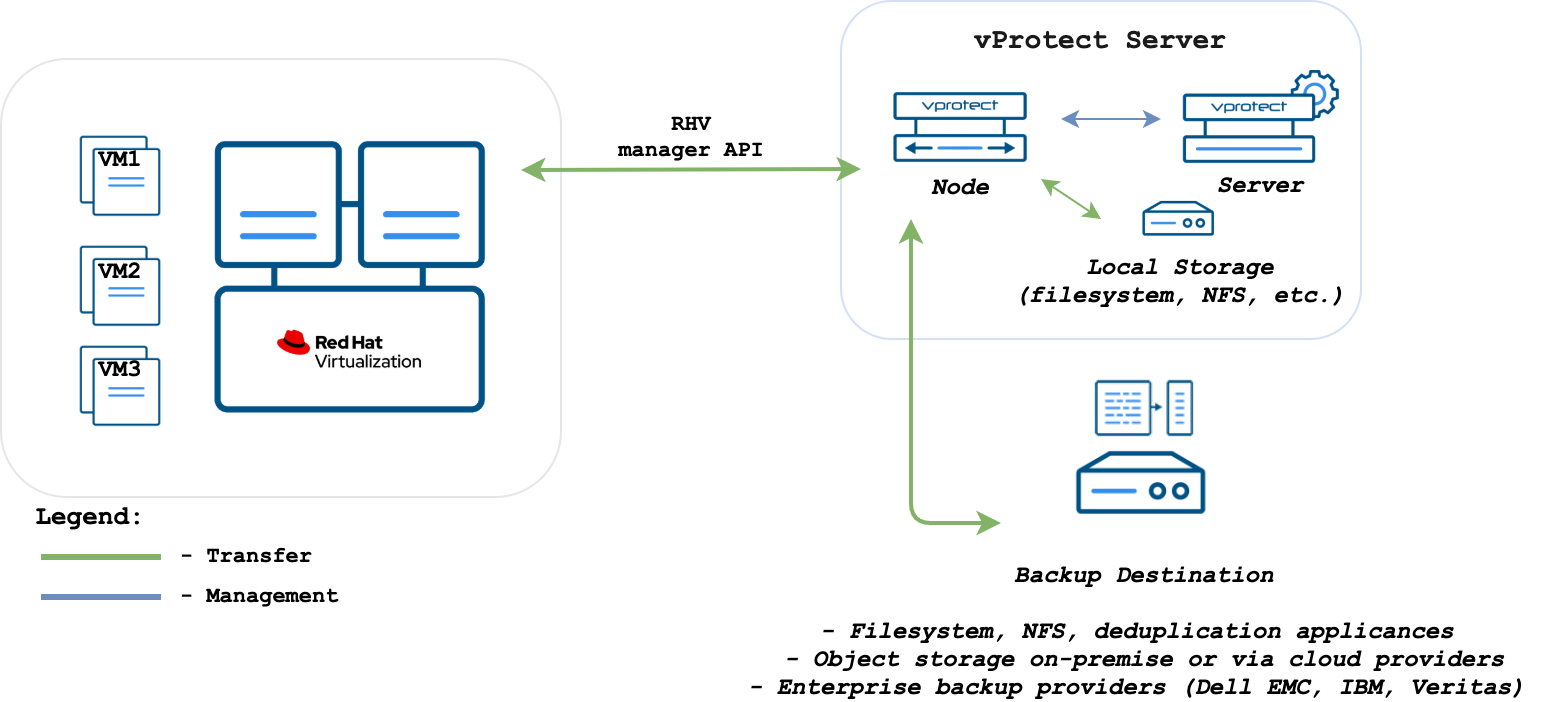 vProtect Server
vprotect
vprotect
Node
Server
Local Storage
(filesystem, NFS, etc.)
RHV
manager API
VM1
VM2
VM3
Red Hat
Virtualization
Legend:
- Transfer
- Management
Backup Destination
- Filesystem, NFS, deduplication applicances
- Object storage on-premise or via cloud providers
- Enterprise backup providers (Dell EMC, IBM, Veritas)